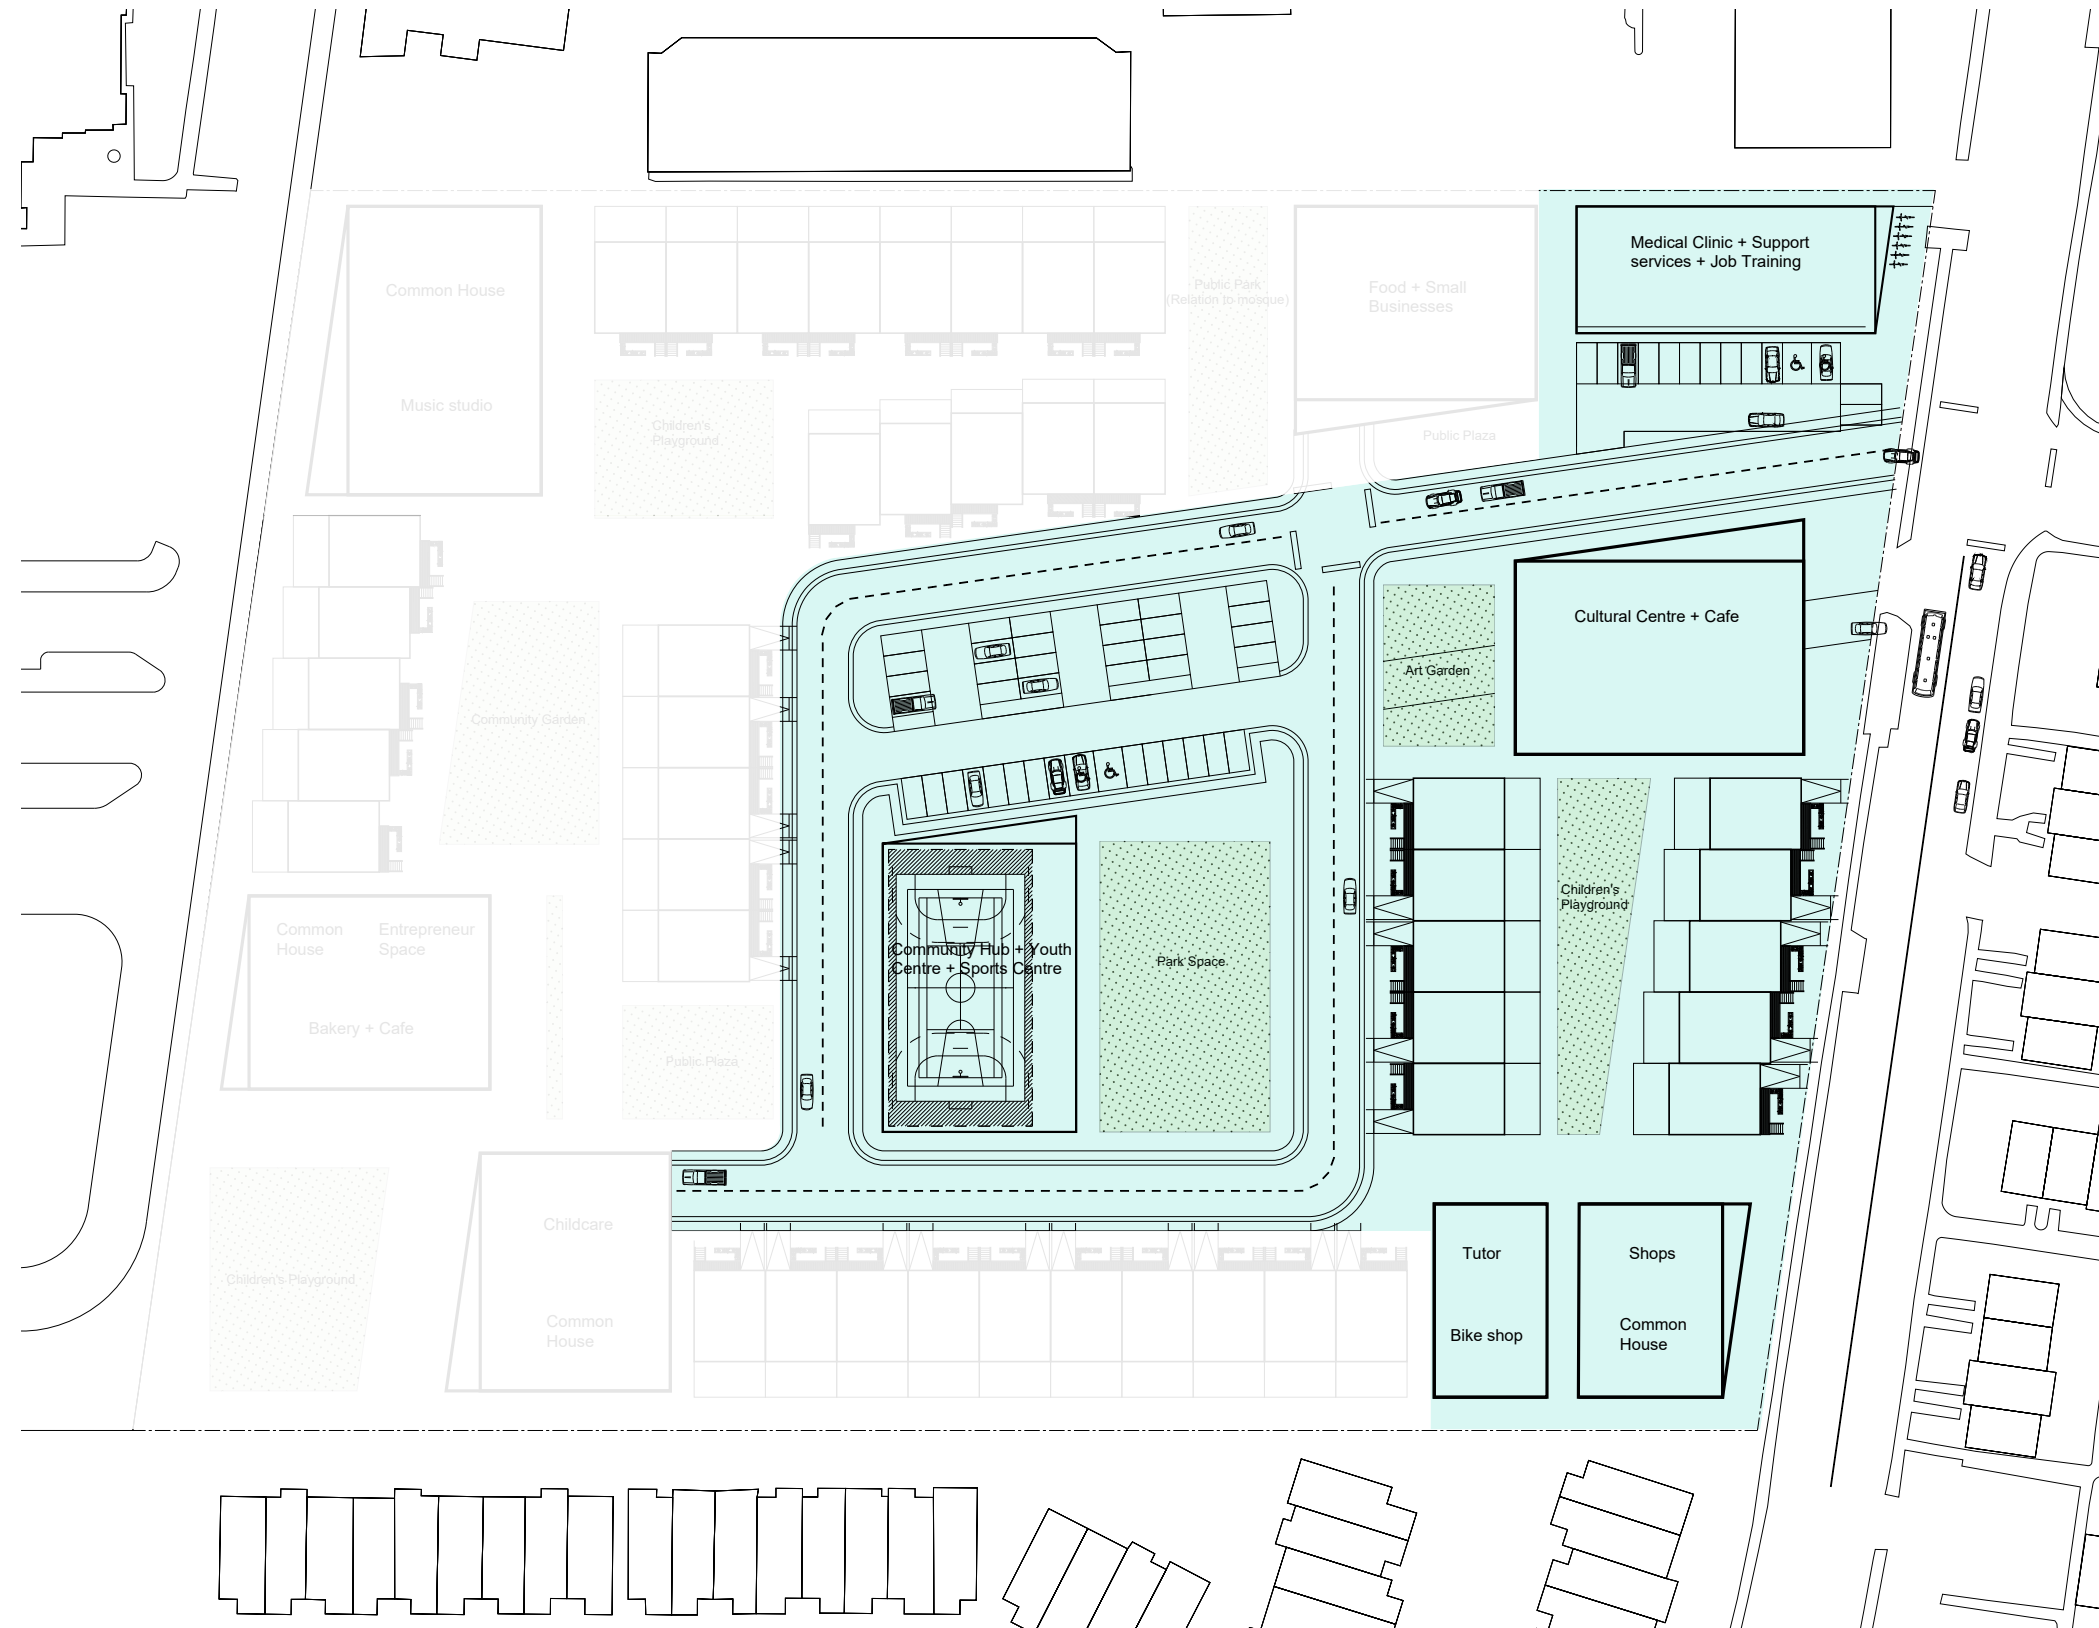 Medical Clinic + Support
services + Job Training
Common House
Public Park
(Relation to mosque)
Food + Small
Businesses
Music studio
Children's
Playground
Public Plaza
Cultural Centre + Cafe
Art Garden
Community Garden
Children's
Playground
Common
House
Entrepreneur
Space
Community Hub + Youth
Centre + Sports Centre
Park Space
Bakery + Cafe
Public Plaza
Childcare
Children's Playground
Common
House
Tutor
Shops
Bike shop
Common
House